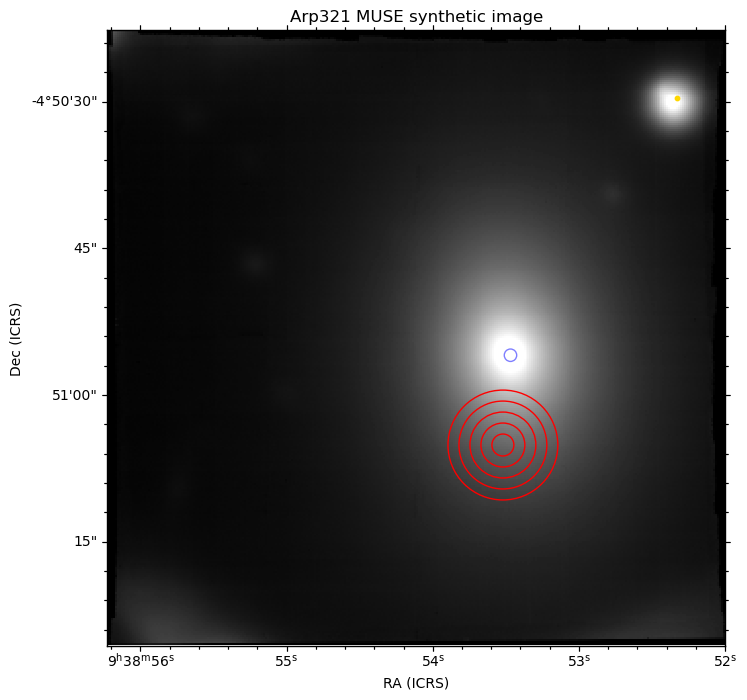 Arp321 MUSE synthetic image
-4°50'30"
45"
51'00"
15"
Dec (ICRS)
9ʰ38ᵐ56ˢ 55ˢ 54ˢ 53ˢ 52ˢ
RA (ICRS)